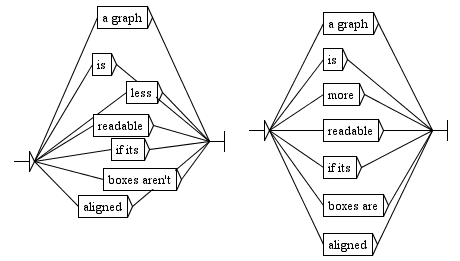 a graph
is
less
readable
if its
boxes aren't
aligned
a graph
is
more
readable
if its
boxes are
aligned